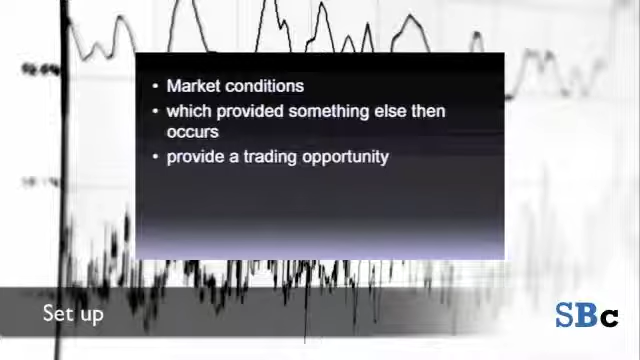 • Market conditions
• which provided something else then
occurs
• provide a trading opportunity
Set up
SBc